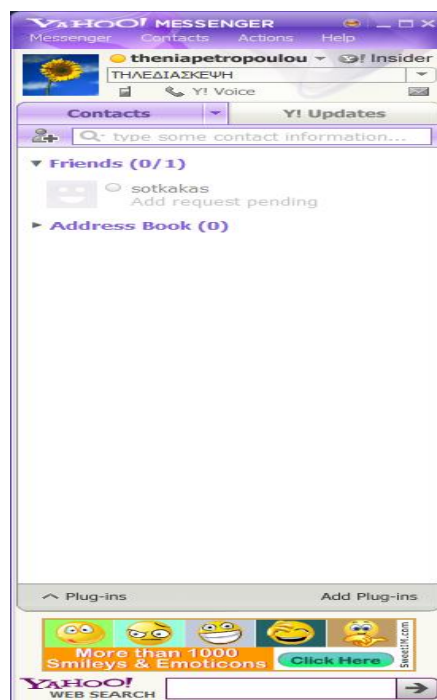 YAHOO! MESSENGER
Messenger Contacts Actions Help
theniapetropoulou Y! Insider
ΤΗΛΕΔΙΑΣΚΕΨΗ
Y! Voice
Contacts Y! Updates
type some contact information...
Friends (0/1)
sotkakas
Add request pending
Address Book (0)
Plug-ins Add Plug-ins
More than 1000
Smileys & Emoticons Click Here
SweetIM.com
YAHOO!
WEB SEARCH